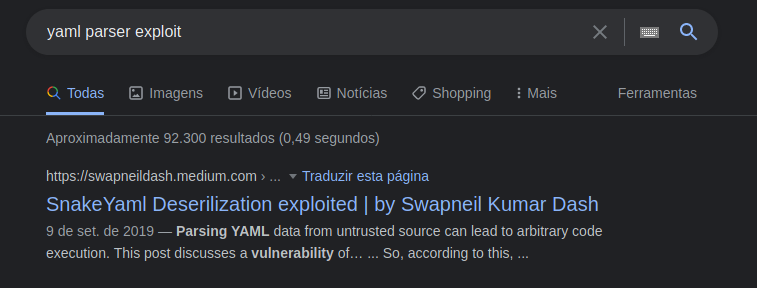 yaml parser exploit
Todas Imagens Vídeos Notícias Shopping Mais Ferramentas
Aproximadamente 92.300 resultados (0,49 segundos)
https://swapneildash.medium.com › ... Traduzir esta página
SnakeYaml Deserilization exploited | by Swapneil Kumar Dash
9 de set. de 2019 — Parsing YAML data from untrusted source can lead to arbitrary code
execution. This post discusses a vulnerability of… ... So, according to this, ...